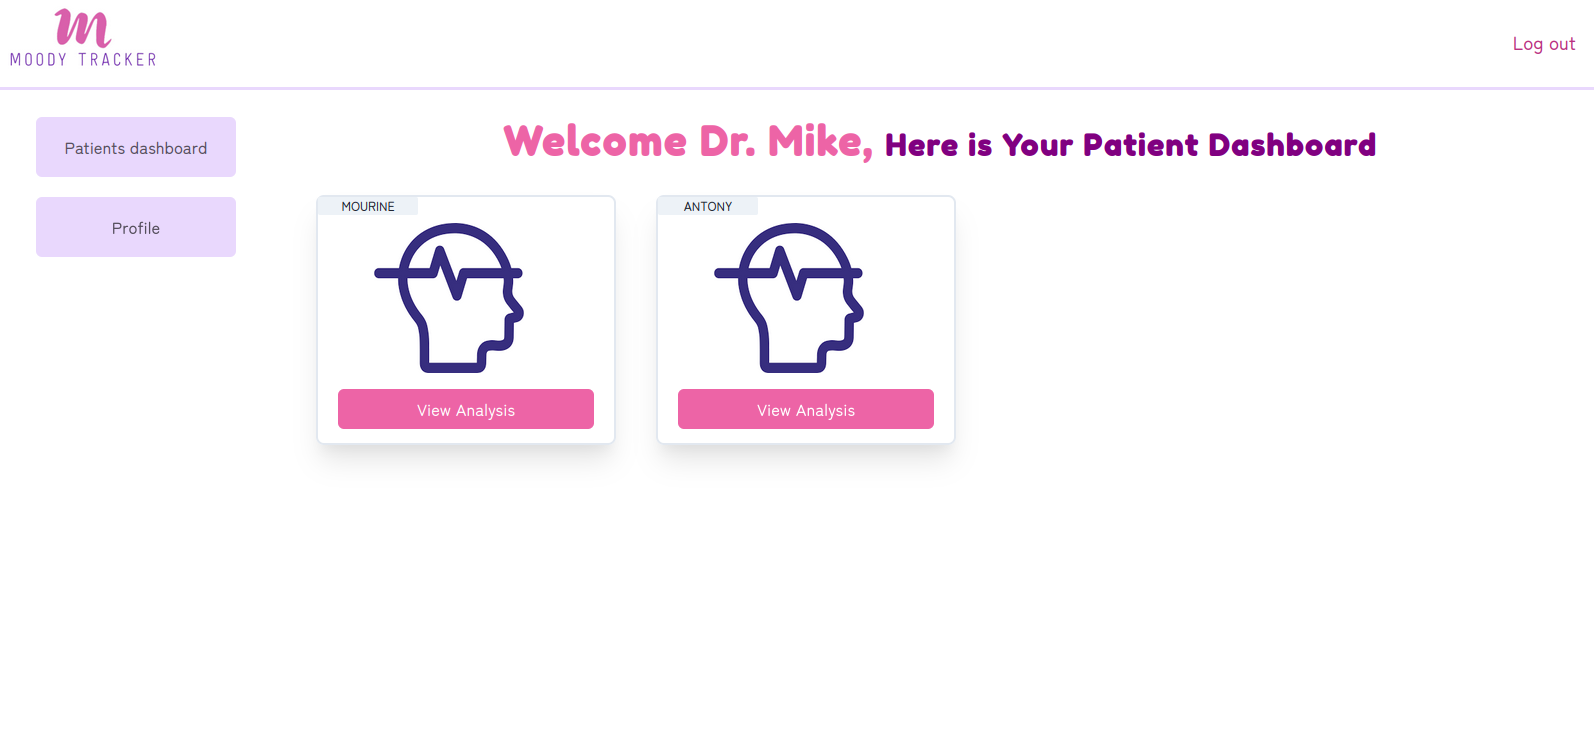 m
MOODY TRACKER
Log out
Patients dashboard
Profile
Welcome Dr. Mike, Here is Your Patient Dashboard
MOURINE
View Analysis
ANTONY
View Analysis